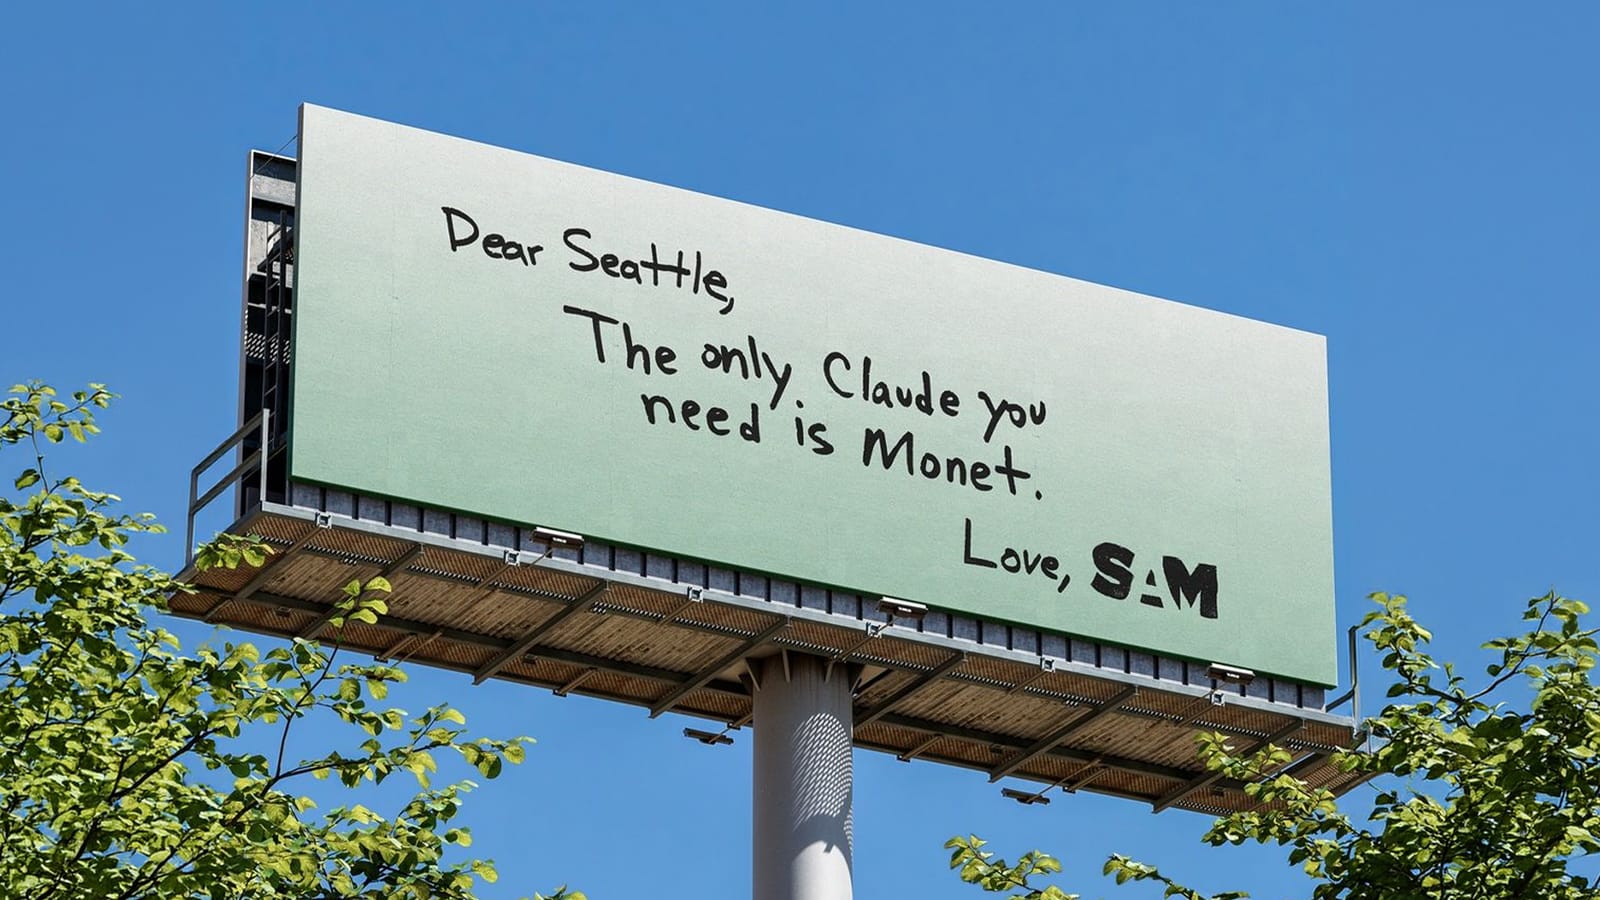 Dear Seattle,
The only Claude you
need is Monet.
Love, SAM